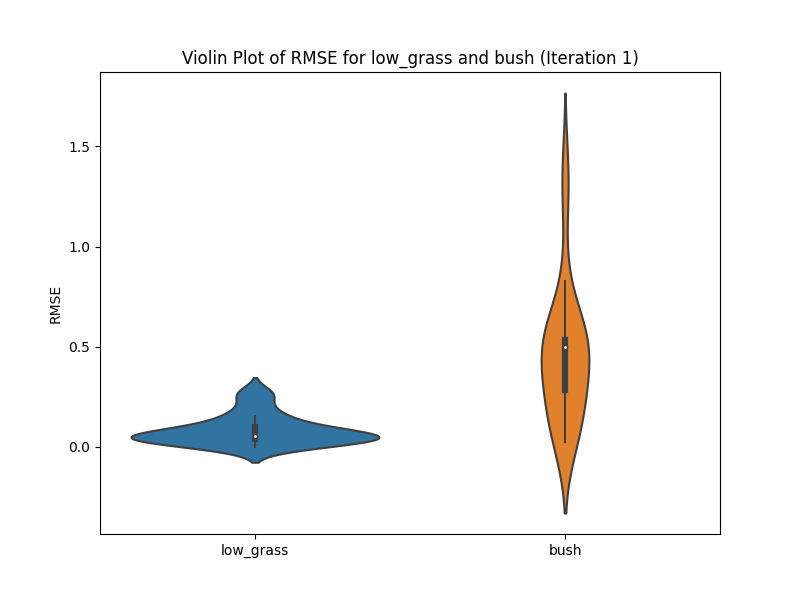 Violin Plot of RMSE for low_grass and bush (Iteration 1)
1.5
1.0
0.5
0.0
RMSE
low_grass
bush